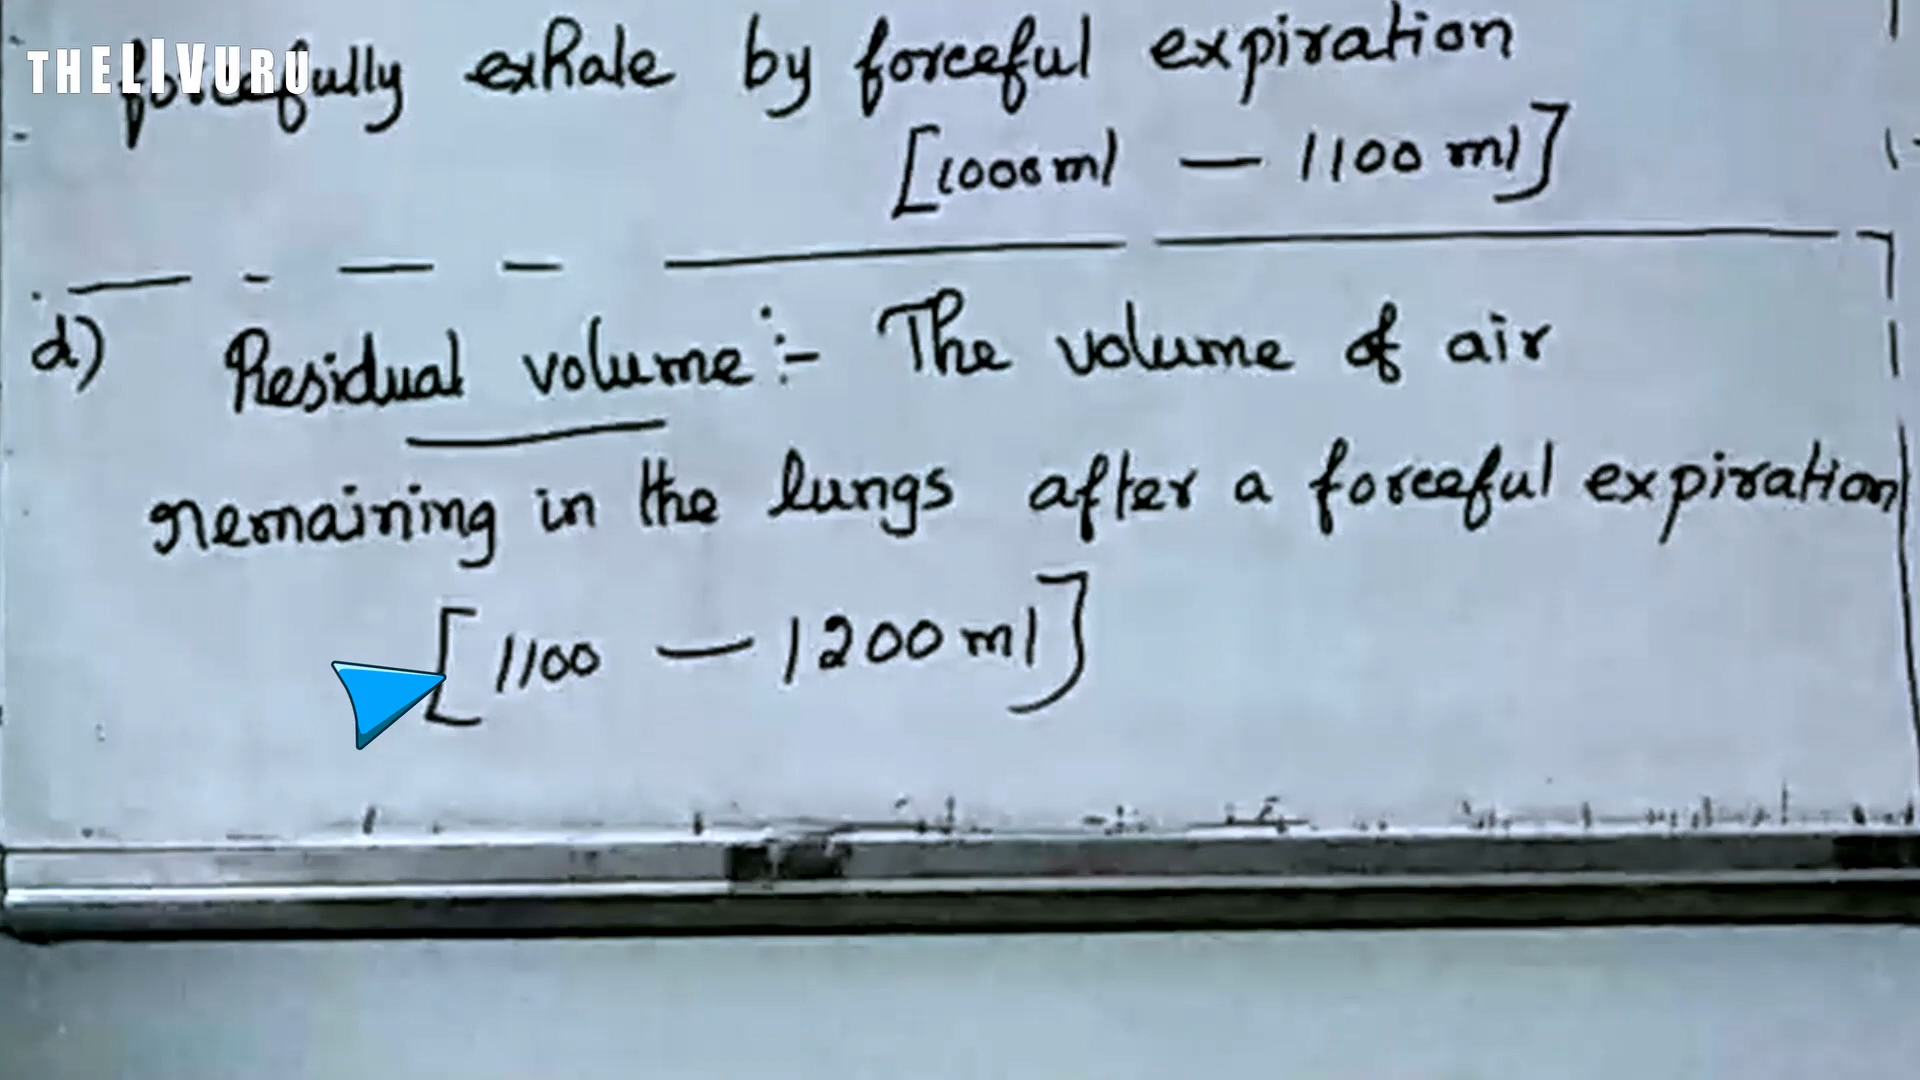 THELIVURU
forcefully exhale by forceful expiration
[1000ml — 1100 ml]
d) Residual volume:- The volume of air
remaining in the lungs after a forceful expiration
[1100 — 1200 ml]